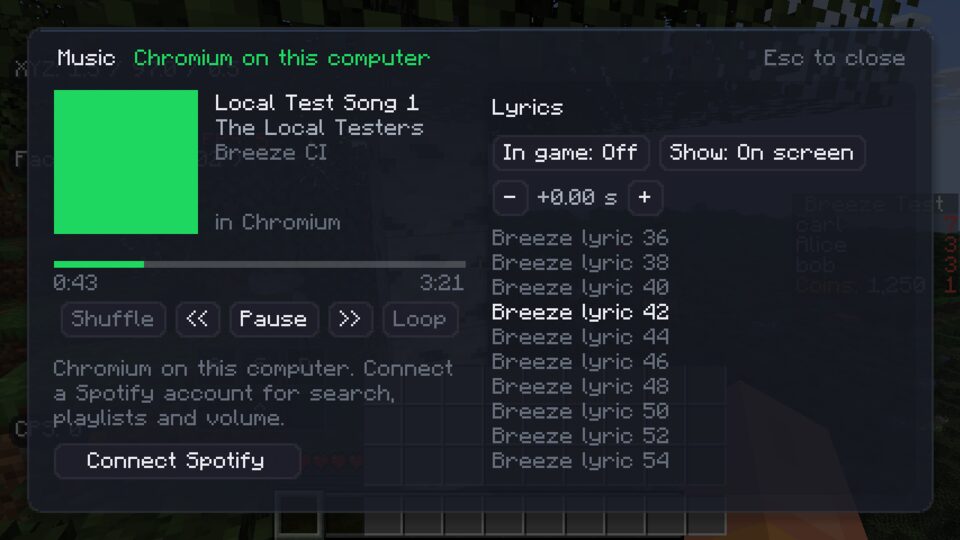 Music Chromium on this computer
Esc to close
Local Test Song 1
The Local Testers
Breeze CI
in Chromium
0:43
3:21
Shuffle << Pause >> Loop
Chromium on this computer. Connect
a Spotify account for search,
playlists and volume.
Connect Spotify
Lyrics
In game: Off Show: On screen
- +0.00 s +
Breeze lyric 36
Breeze lyric 38
Breeze lyric 40
Breeze lyric 42
Breeze lyric 44
Breeze lyric 46
Breeze lyric 48
Breeze lyric 50
Breeze lyric 52
Breeze lyric 54
Breeze Test
carl 7
Alice 3
bob 3
Coins: 1,250 1